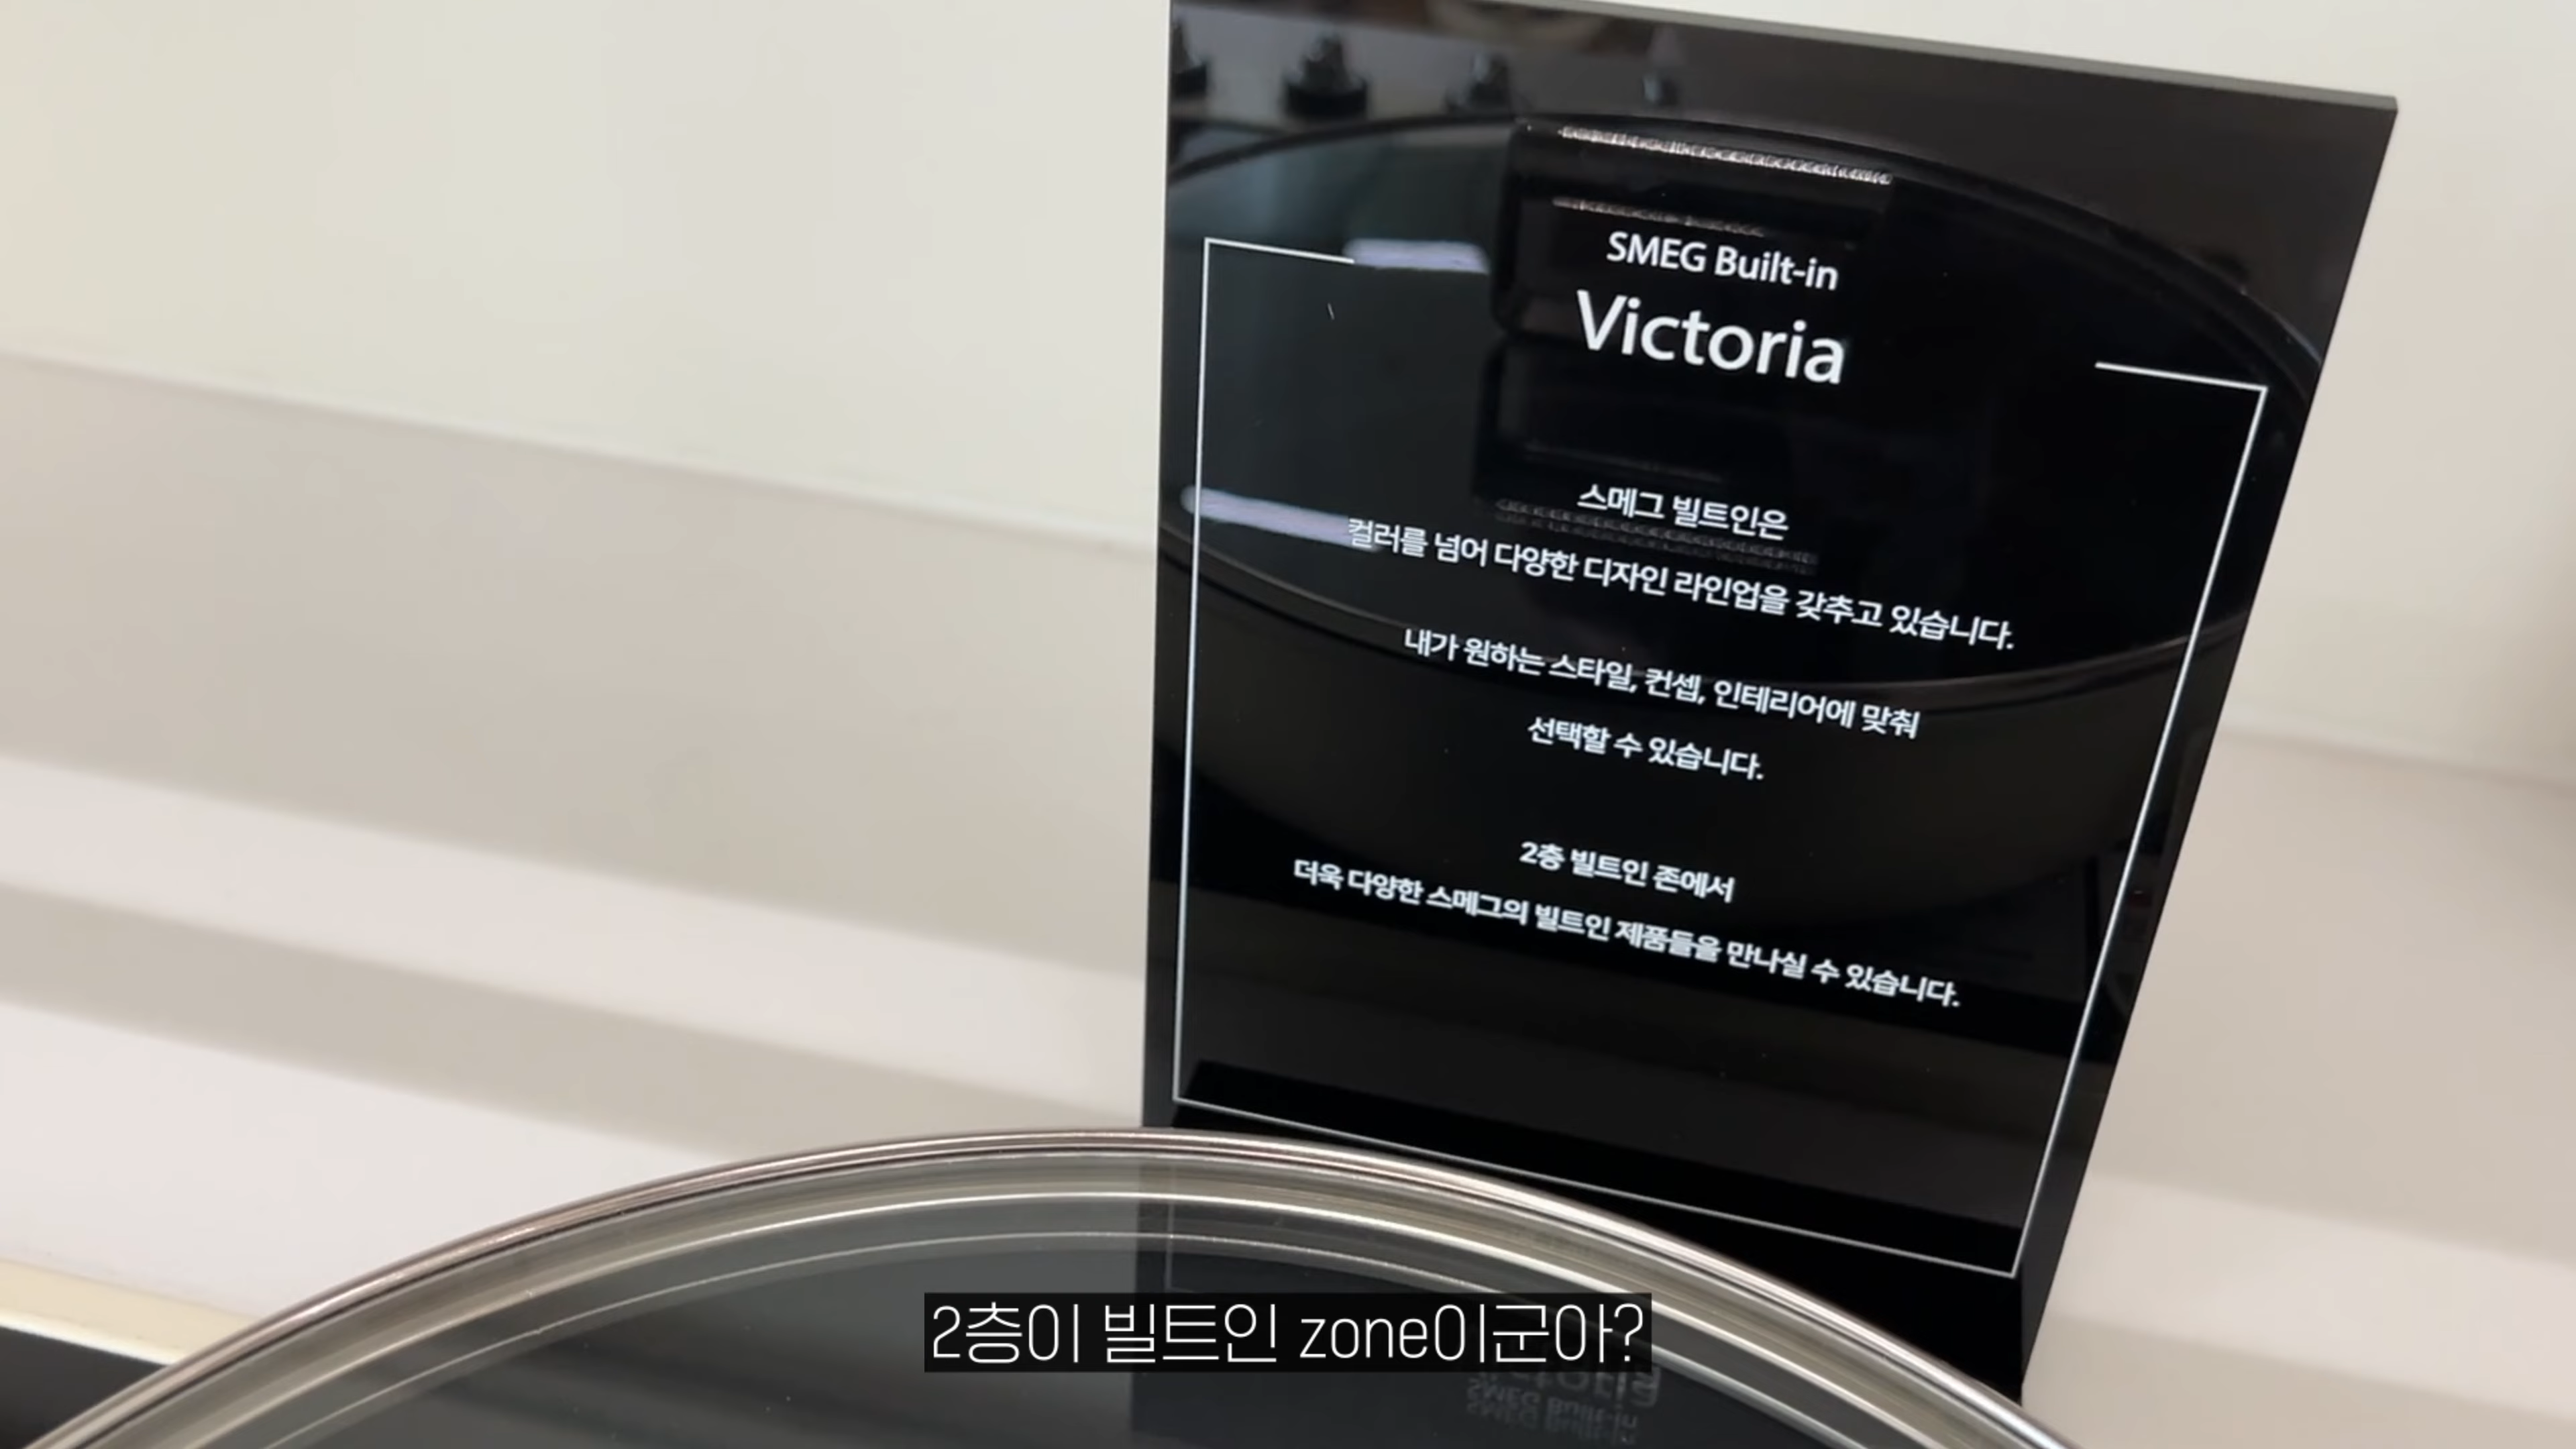 SMEG Built-in
Victoria
스메그 빌트인은
컬러를 넘어 다양한 디자인 라인업을 갖추고 있습니다.
내가 원하는 스타일, 컨셉, 인테리어에 맞춰
선택할 수 있습니다.
2층 빌트인 존에서
더욱 다양한 스메그의 빌트인 제품들을 만나실 수 있습니다.
2층이 빌트인 zone이군아?